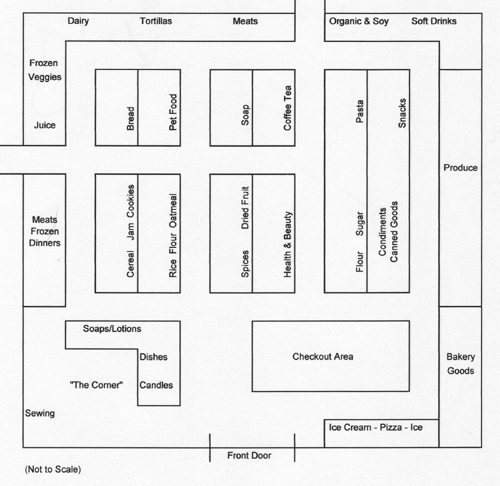 Dairy
Tortillas
Meats
Organic & Soy
Soft Drinks
Frozen
Veggies
Juice
Bread
Pet Food
Soap
Coffee Tea
Pasta
Snacks
Produce
Meats
Frozen
Dinners
Cereal Jam Cookies
Rice Flour Oatmeal
Spices Dried Fruit
Health & Beauty
Flour Sugar
Condiments
Canned Goods
Soaps/Lotions
Dishes
"The Corner"
Candles
Checkout Area
Bakery
Goods
Sewing
Ice Cream - Pizza - Ice
Front Door
(Not to Scale)